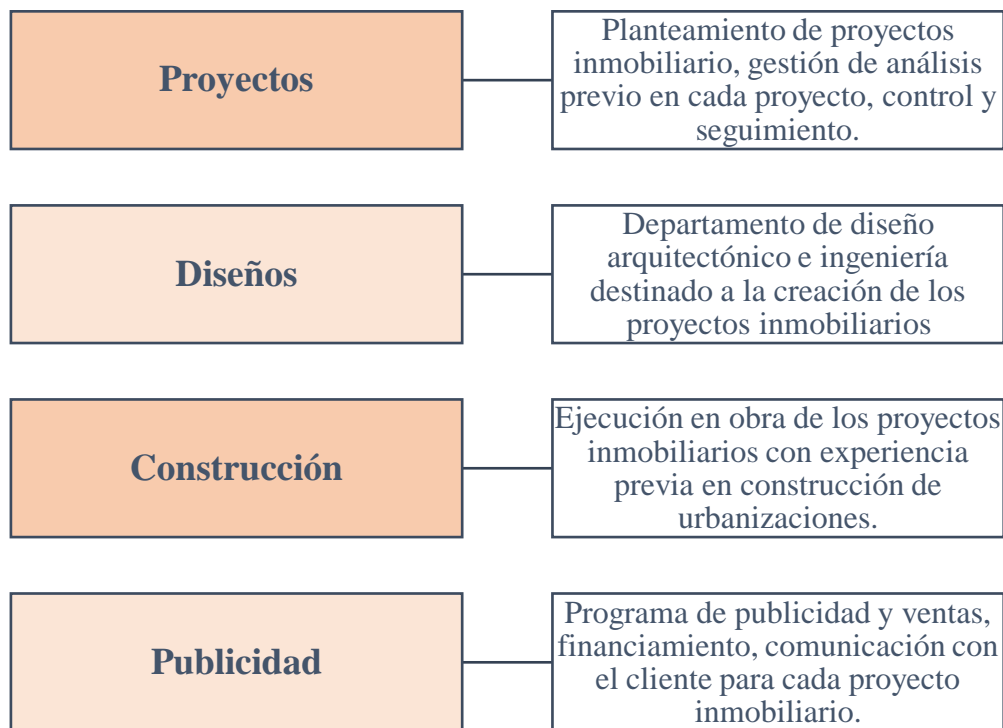 Proyectos
Planteamiento de proyectos
inmobiliario, gestión de análisis
previo en cada proyecto, control y
seguimiento.
Diseños
Departamento de diseño
arquitectónico e ingeniería
destinado a la creación de los
proyectos inmobiliarios
Construcción
Ejecución en obra de los proyectos
inmobiliarios con experiencia
previa en construcción de
urbanizaciones.
Publicidad
Programa de publicidad y ventas,
financiamiento, comunicación con
el cliente para cada proyecto
inmobiliario.